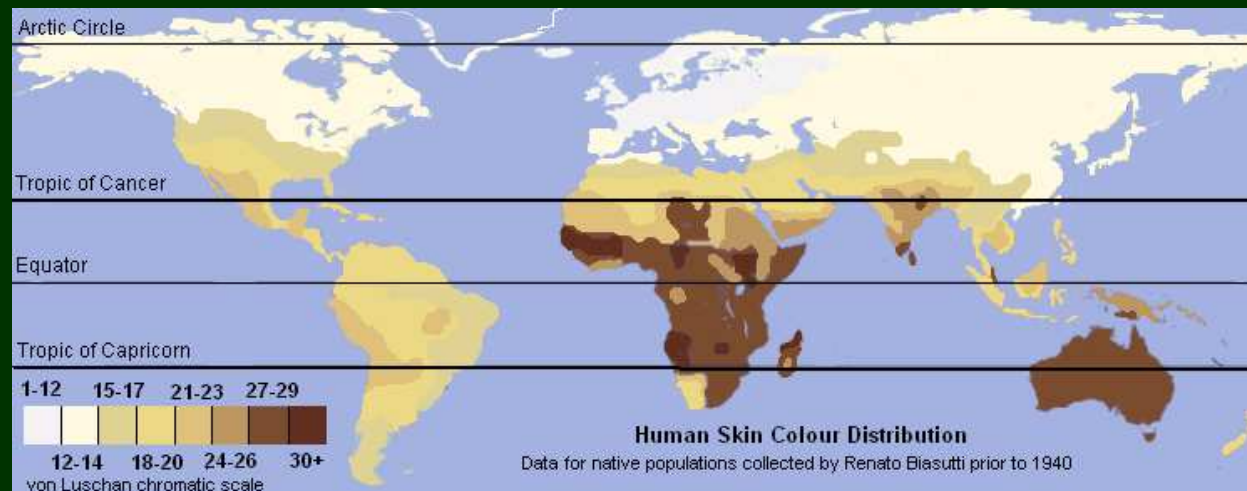 Arctic Circle
Tropic of Cancer
Equator
Tropic of Capricorn
1-12 15-17 21-23 27-29
12-14 18-20 24-26 30+
von Luschan chromatic scale
Human Skin Colour Distribution
Data for native populations collected by Renato Biasutti prior to 1940